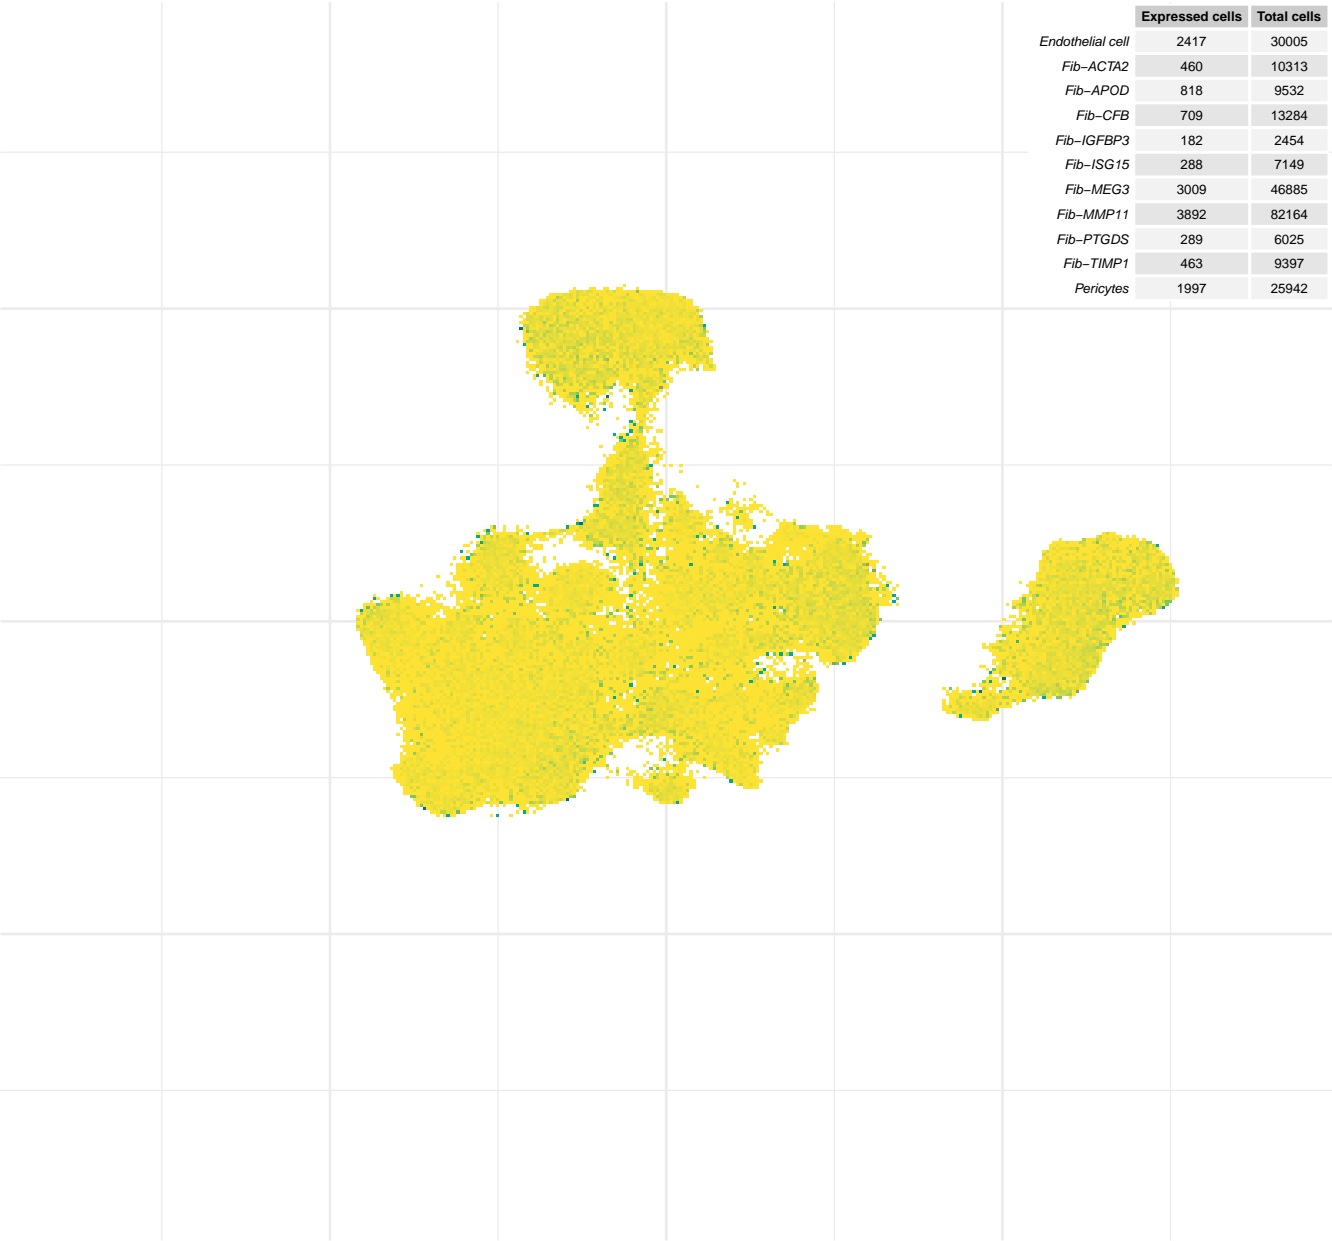 Expressed cells Total cells
Endothelial cell 2417 30005
Fib−ACTA2 460 10313
Fib−APOD 818 9532
Fib−CFB 709 13284
Fib−IGFBP3 182 2454
Fib−ISG15 288 7149
Fib−MEG3 3009 46885
Fib−MMP11 3892 82164
Fib−PTGDS 289 6025
Fib−TIMP1 463 9397
Pericytes 1997 25942